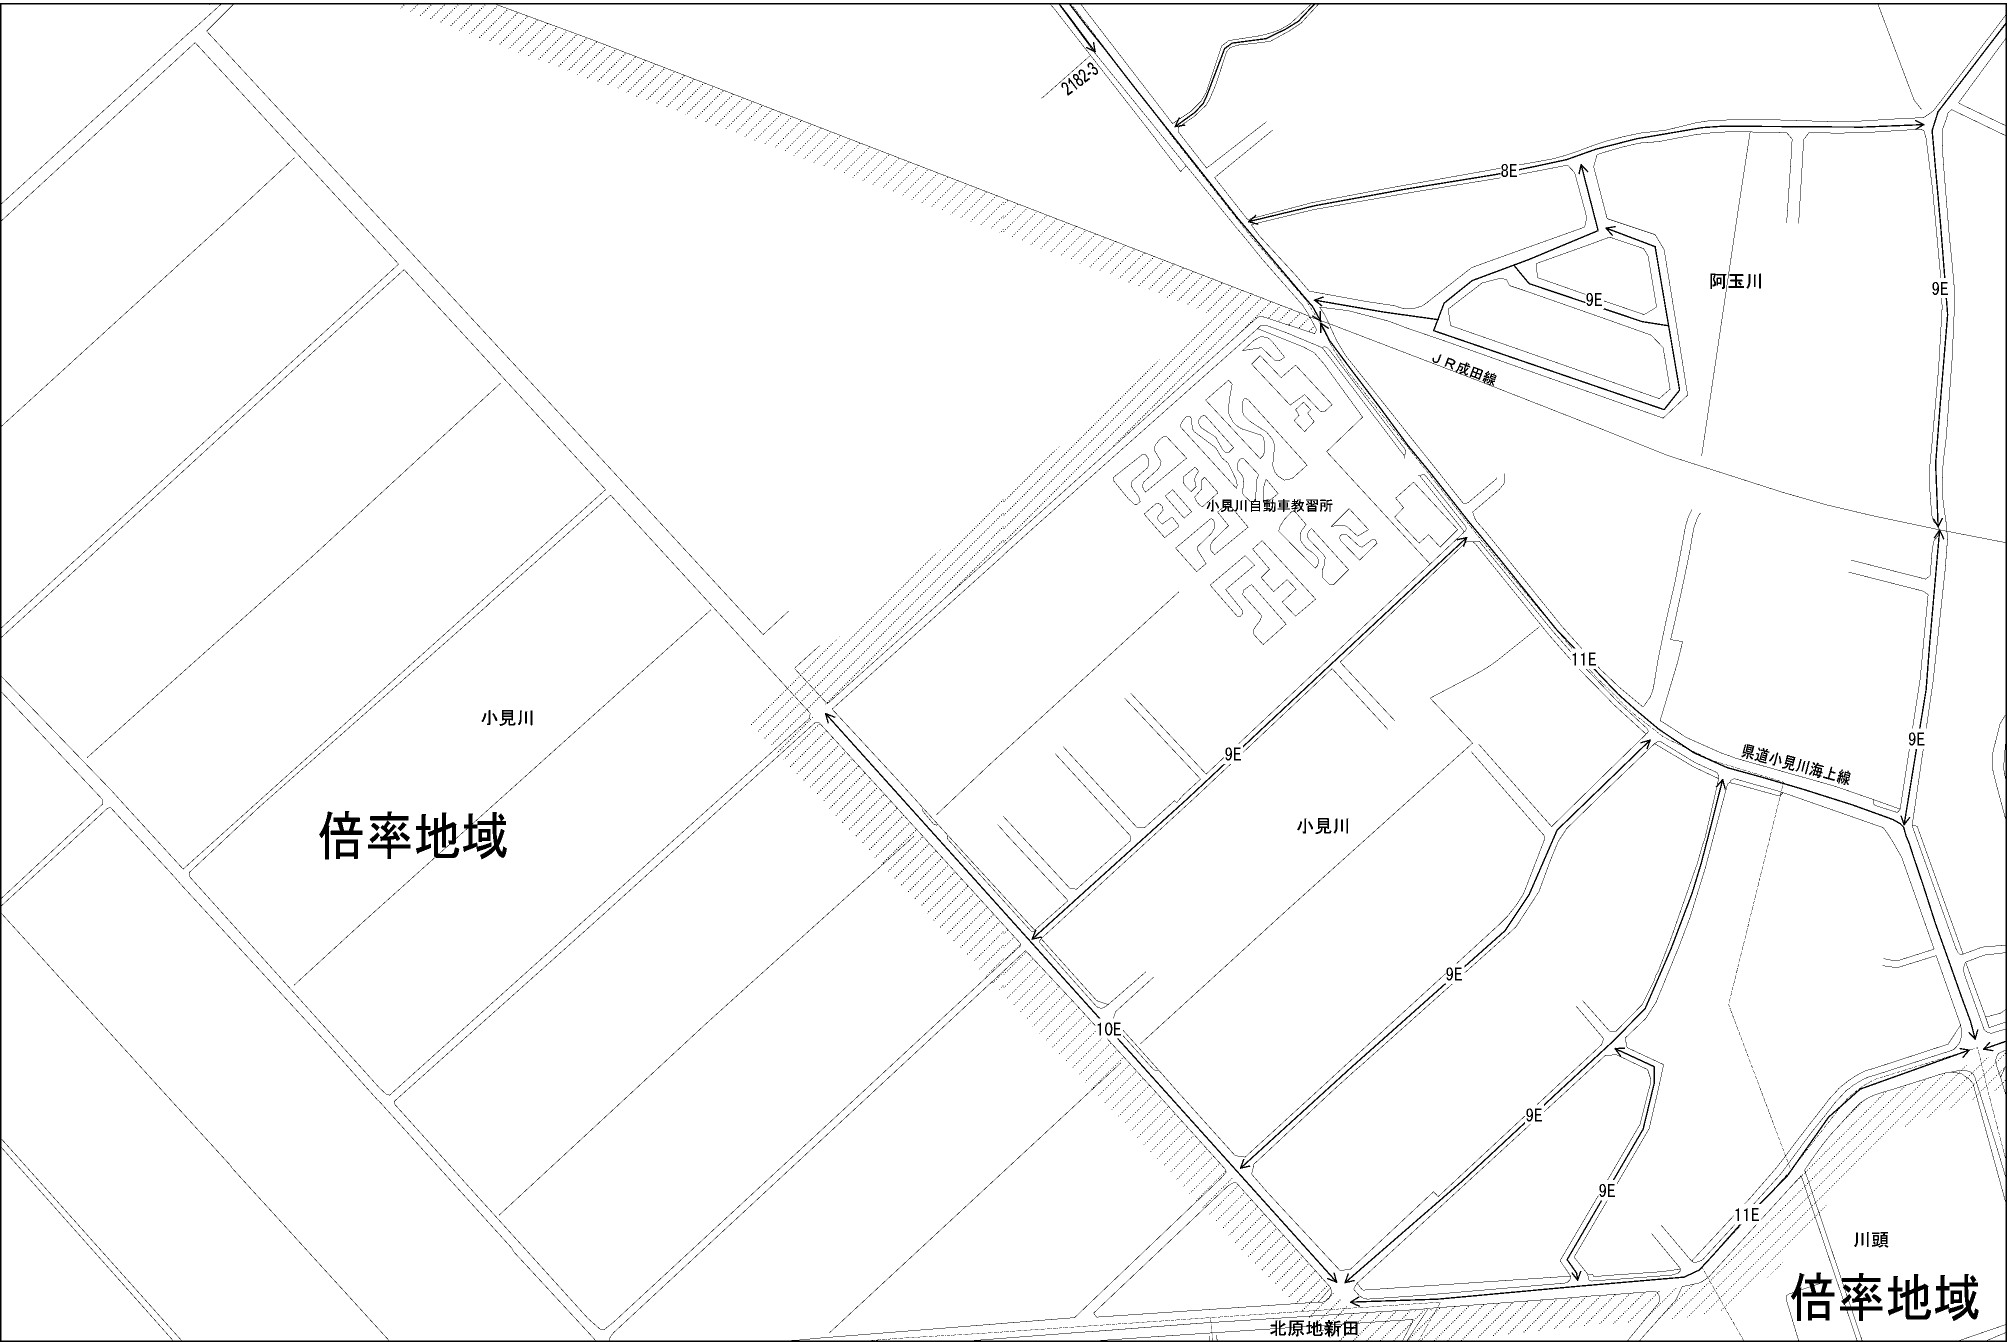 2182-3
8E
阿玉川
9E
9E
JR成田線
小見川自動車教習所
11E
小見川
9E
9E
県道小見川海上線
倍率地域
小見川
9E
10E
9E
9E
9E
11E
川頭
倍率地域
北原地新田